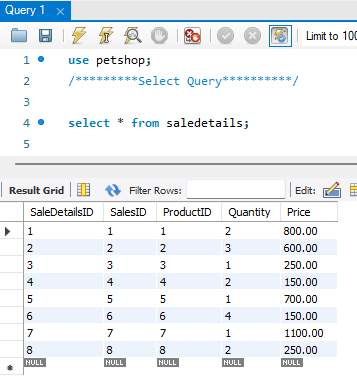 Query 1
Limit to 100
1 use petshop;
2 /*********Select Query**********/
3
4 select * from saledetails;
5
Result Grid Filter Rows: Edit:
SaleDetailsID SalesID ProductID Quantity Price
1 1 1 2 800.00
2 2 2 3 600.00
3 3 3 1 250.00
4 4 4 2 150.00
5 5 5 1 700.00
6 6 6 4 150.00
7 7 7 1 1100.00
8 8 8 2 250.00
NULL NULL NULL NULL NULL